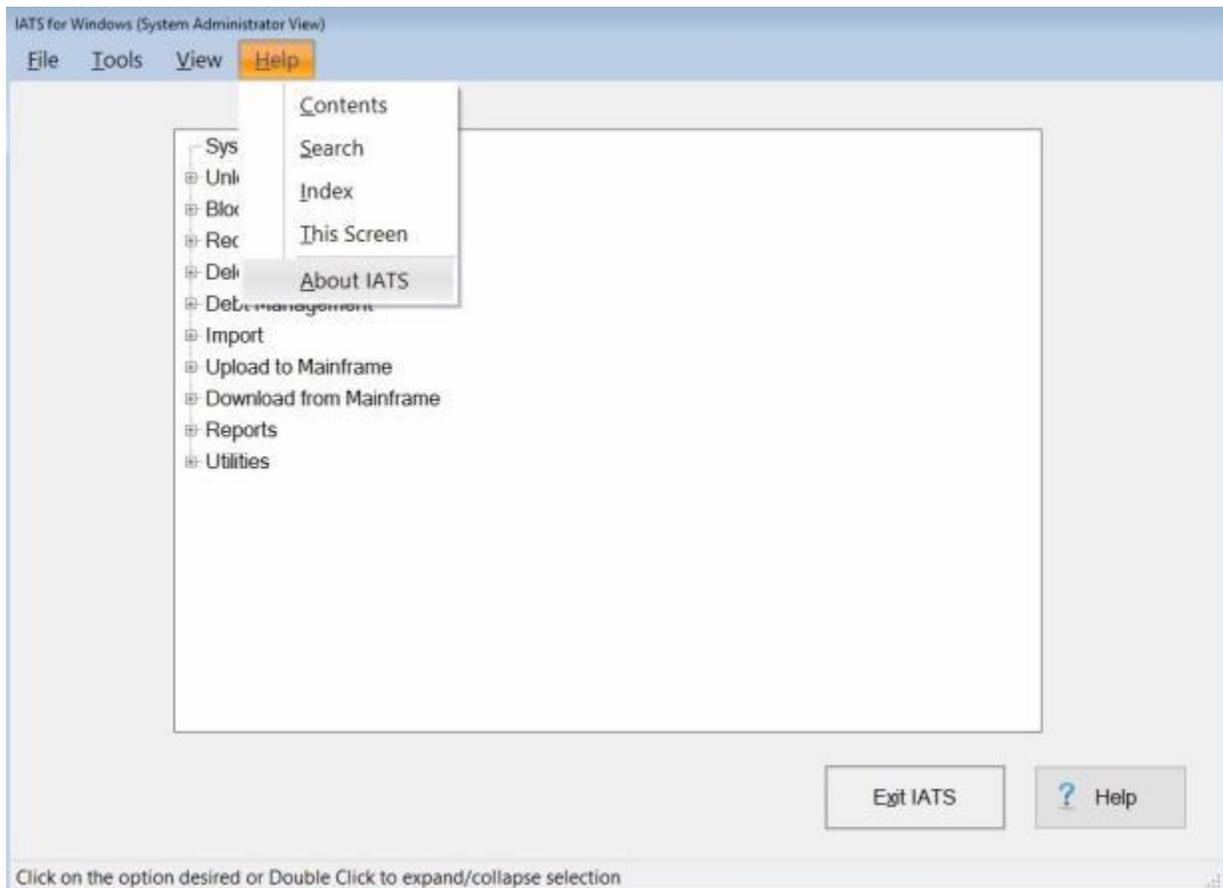 IATS for Windows (System Administrator View)
File Tools View Help
Contents
Search
Index
This Screen
About IATS
Sys
Unl
Bloc
Rec
Del
Debt Management
Import
Upload to Mainframe
Download from Mainframe
Reports
Utilities
Exit IATS
? Help
Click on the option desired or Double Click to expand/collapse selection